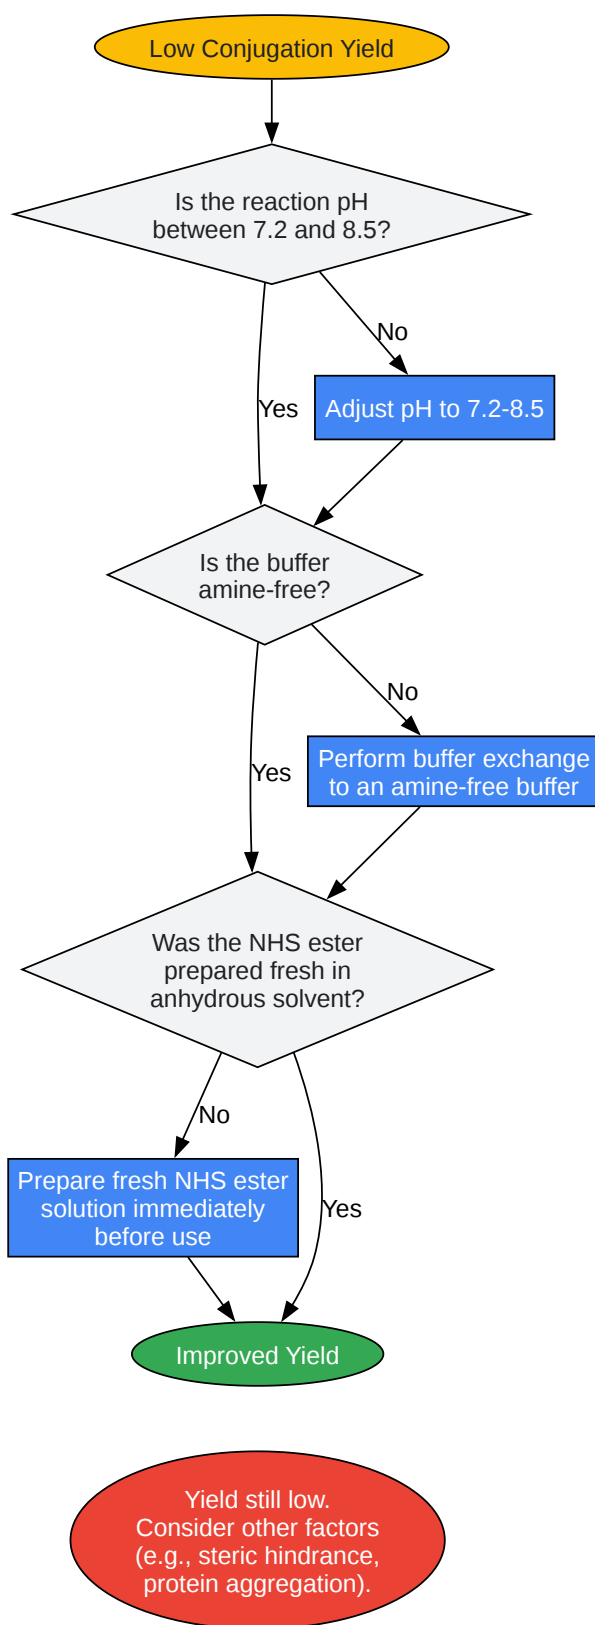 Low Conjugation Yield
Is the reaction pH
between 7.2 and 8.5?
No
Yes
Adjust pH to 7.2-8.5
Is the buffer
amine-free?
No
Yes
Perform buffer exchange
to an amine-free buffer
Was the NHS ester
prepared fresh in
anhydrous solvent?
No
Prepare fresh NHS ester
solution immediately
before use
Yes
Improved Yield
Yield still low.
Consider other factors
(e.g., steric hindrance,
protein aggregation).